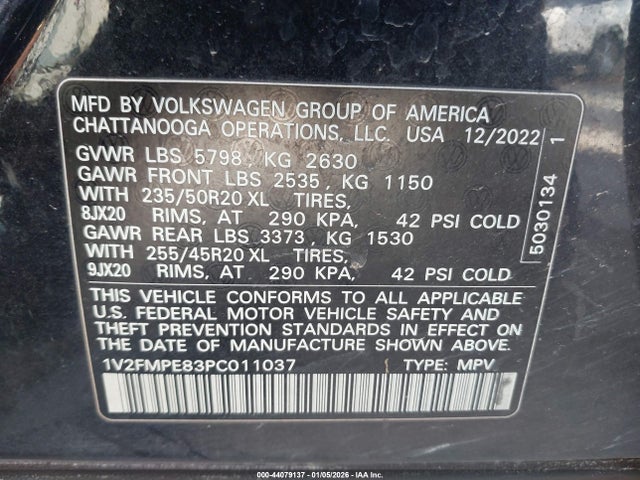 MFD BY VOLKSWAGEN GROUP OF AMERICA
CHATTANOOGA OPERATIONS, LLC. USA 12/2022
GVWR LBS 5798, KG 2630
GAWR FRONT LBS 2535, KG 1150
WITH 235/50R20 XL TIRES,
8JX20 RIMS, AT 290 KPA, 42 PSI COLD
GAWR REAR LBS 3373, KG 1530
WITH 255/45R20 XL TIRES,
9JX20 RIMS, AT 290 KPA, 42 PSI COLD
THIS VEHICLE CONFORMS TO ALL APPLICABLE
U.S. FEDERAL MOTOR VEHICLE SAFETY AND
THEFT PREVENTION STANDARDS IN EFFECT ON
THE DATE OF MANUFACTURE SHOWN ABOVE.
1V2FMPE83PC011037 TYPE: MPV
5030134 1
000-44079137 - 01/05/2026 - © IAA, Inc.